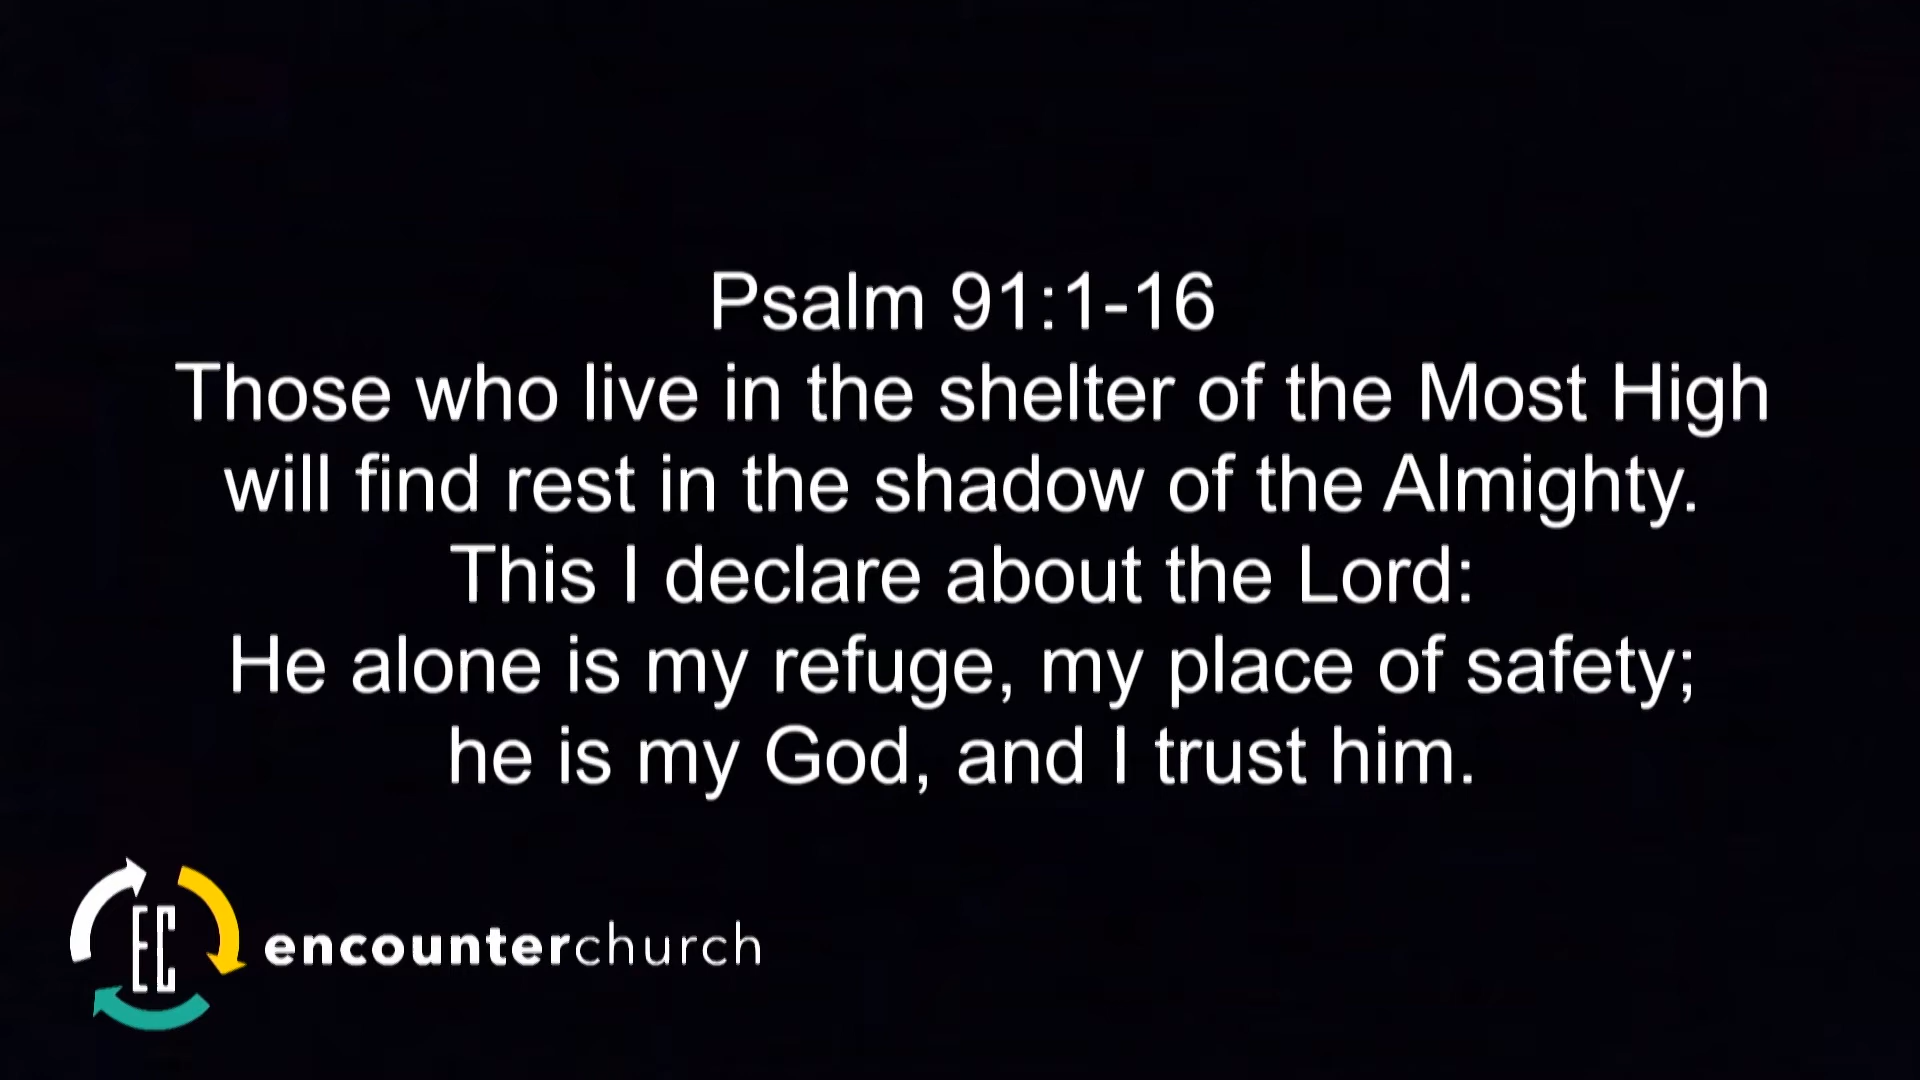 Psalm 91:1-16
Those who live in the shelter of the Most High
will find rest in the shadow of the Almighty.
This I declare about the Lord:
He alone is my refuge, my place of safety;
he is my God, and I trust him.
EC
encounterchurch